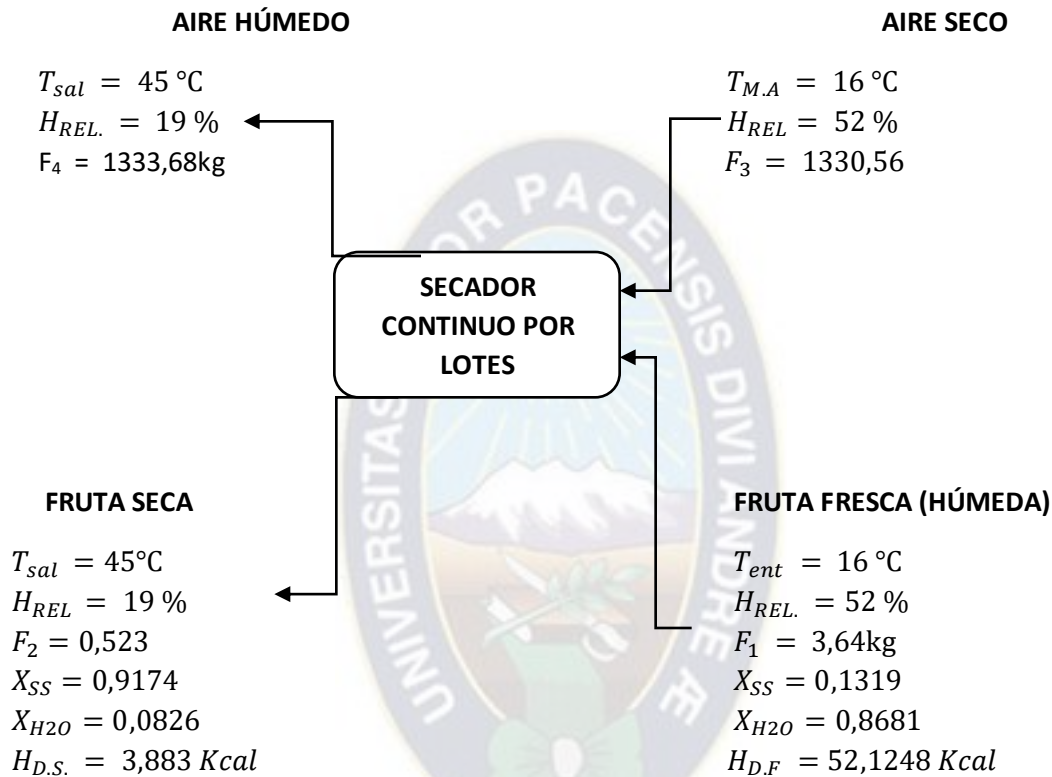 AIRE HÚMEDO
T_sal = 45 °C
H_REL. = 19 %
F₄ = 1333,68kg
AIRE SECO
T_M.A = 16 °C
H_REL = 52 %
F_3 = 1330,56
SECADOR
CONTINUO POR
LOTES
FRUTA SECA
T_sal = 45°C
H_REL = 19 %
F_2 = 0,523
X_SS = 0,9174
X_H2O = 0,0826
H_D.S. = 3,883 Kcal
FRUTA FRESCA (HÚMEDA)
T_ent = 16 °C
H_REL. = 52 %
F_1 = 3,64kg
X_SS = 0,1319
X_H2O = 0,8681
H_D.F = 52,1248 Kcal